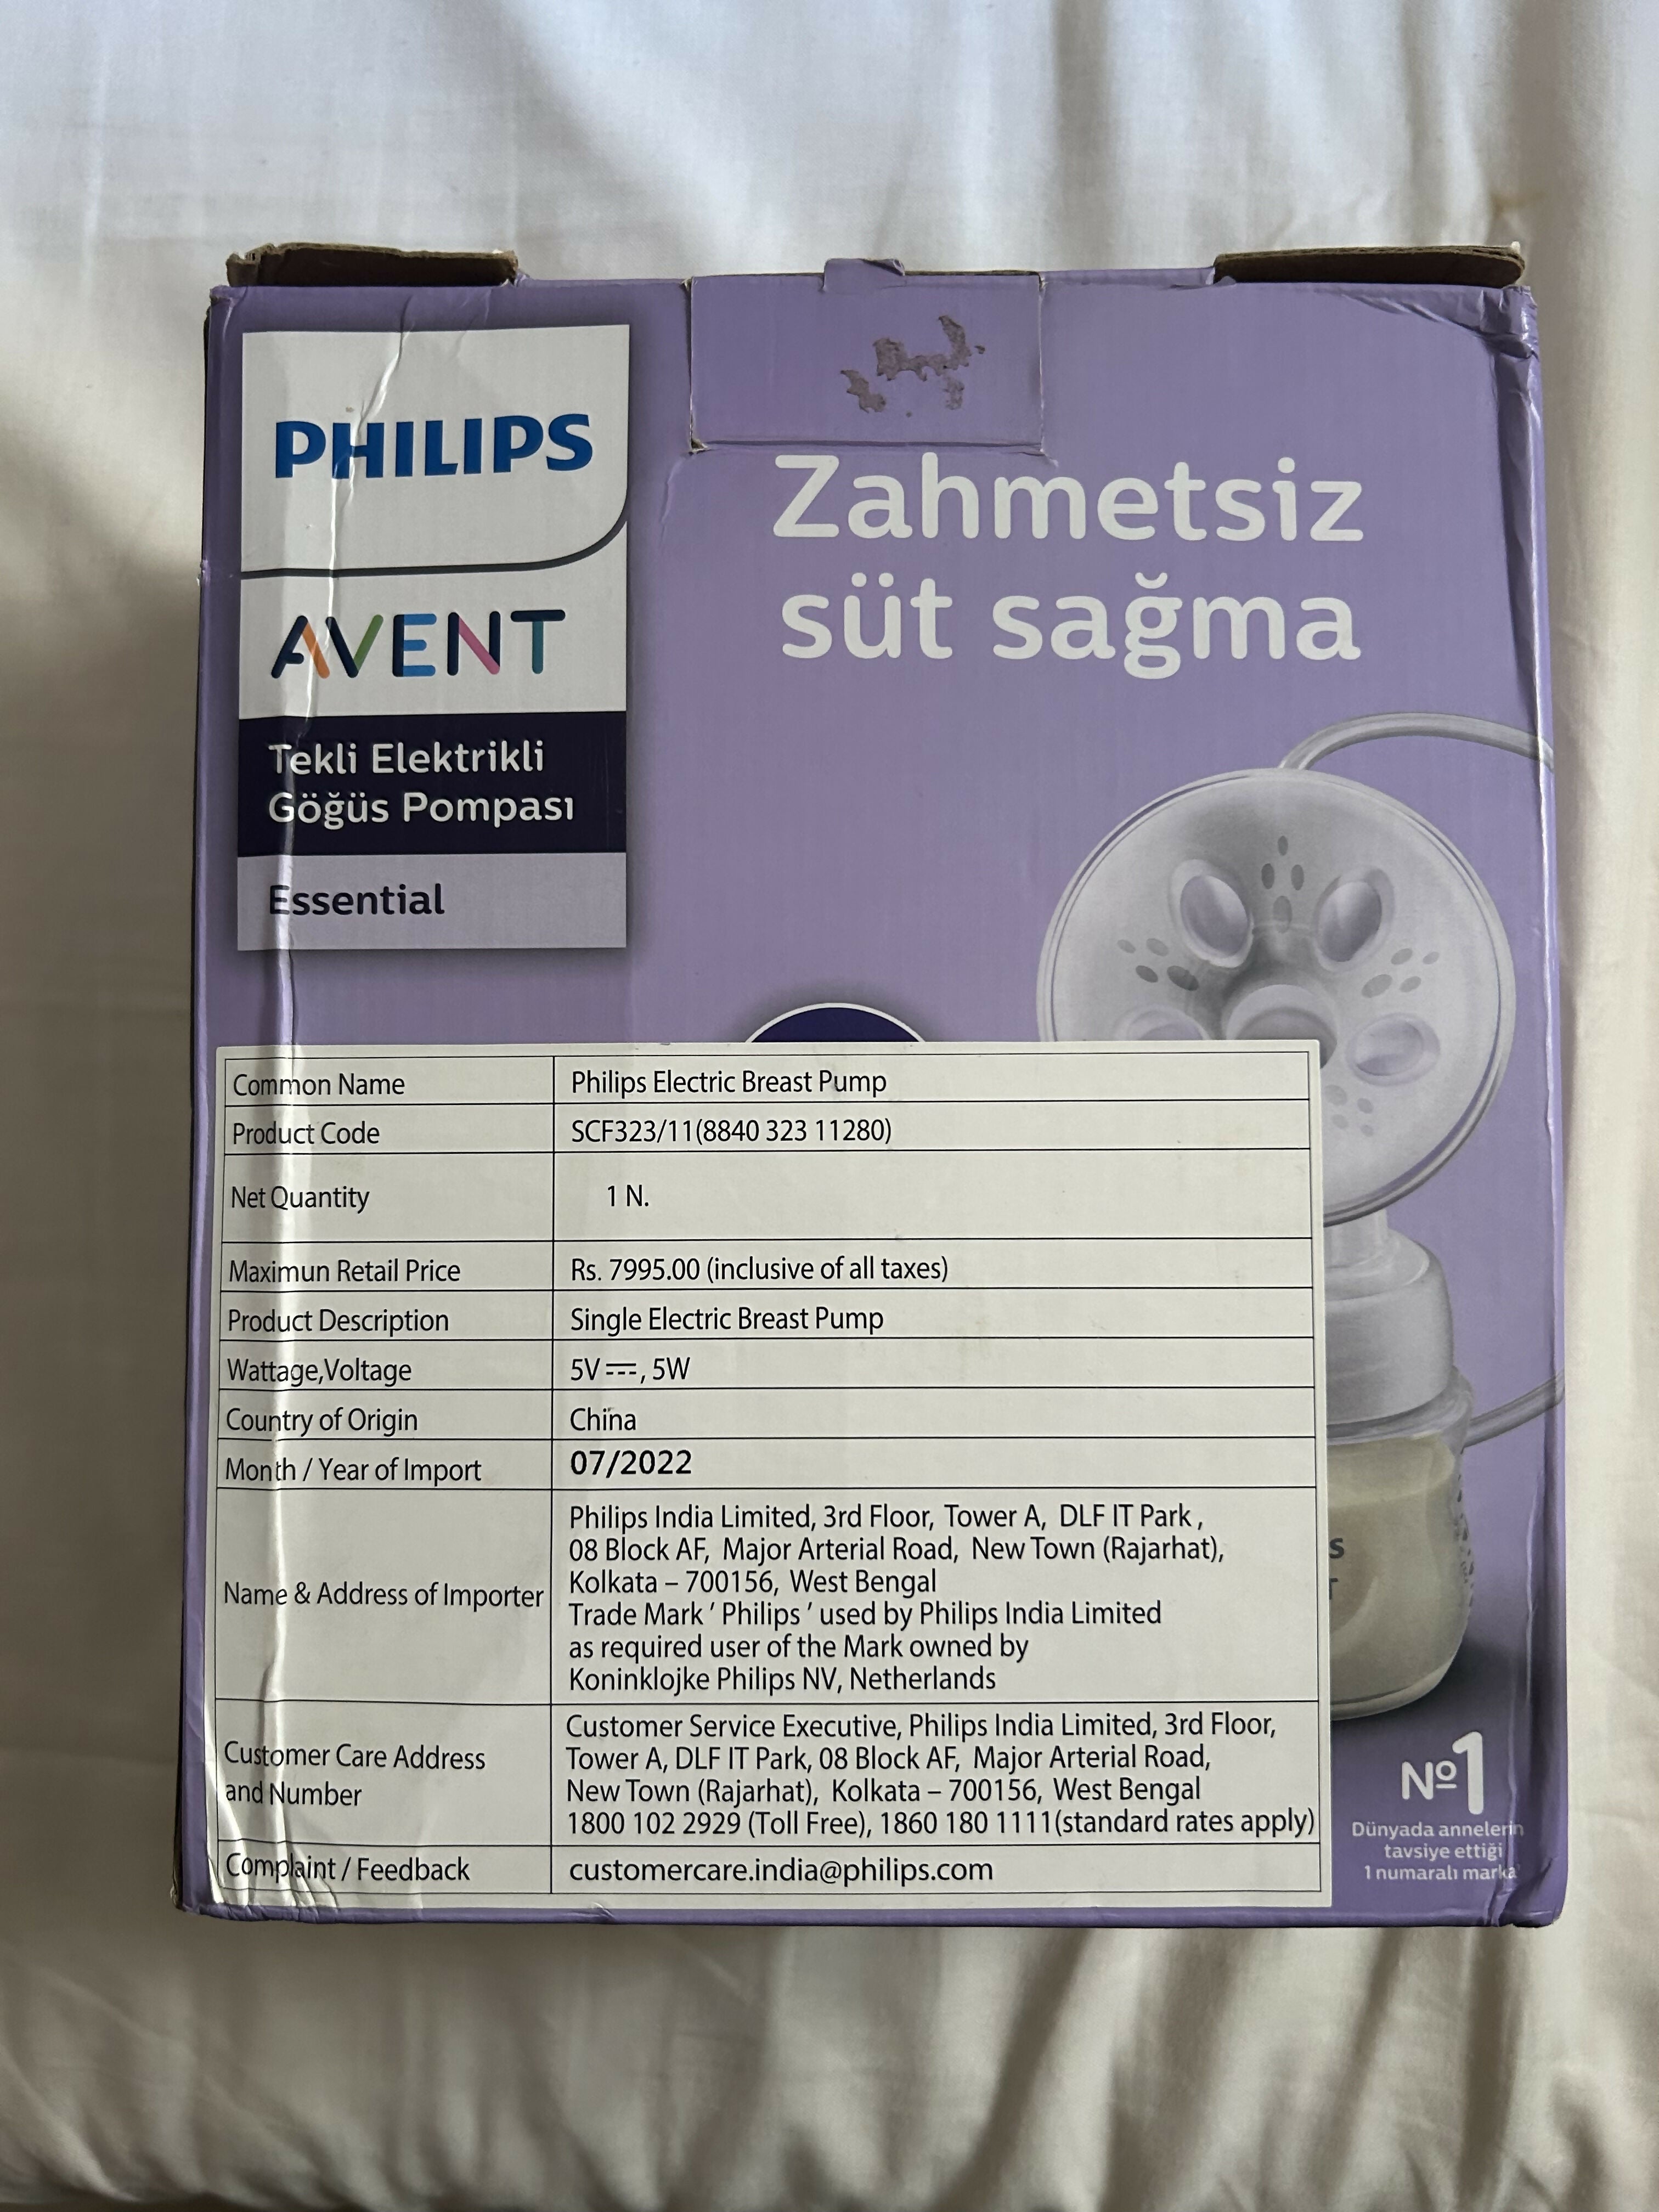 PHILIPS
AVENT
Tekli Elektrikli
Göğüs Pompası
Essential
Zahmetsiz
süt sağma
Common Name Philips Electric Breast Pump
Product Code SCF323/11(8840 323 11280)
Net Quantity 1 N.
Maximun Retail Price Rs. 7995.00 (inclusive of all taxes)
Product Description Single Electric Breast Pump
Wattage,Voltage 5V⎓, 5W
Country of Origin China
Month / Year of Import 07/2022
Name & Address of Importer
Philips India Limited, 3rd Floor, Tower A, DLF IT Park ,
08 Block AF, Major Arterial Road, New Town (Rajarhat),
Kolkata – 700156, West Bengal
Trade Mark ' Philips ' used by Philips India Limited
as required user of the Mark owned by
Koninklojke Philips NV, Netherlands
Customer Care Address
and Number
Customer Service Executive, Philips India Limited, 3rd Floor,
Tower A, DLF IT Park, 08 Block AF, Major Arterial Road,
New Town (Rajarhat), Kolkata – 700156, West Bengal
1800 102 2929 (Toll Free), 1860 180 1111(standard rates apply)
Complaint / Feedback customercare.india@philips.com
S
T
Nº1
Dünyada annelerin
tavsiye ettiği
1 numaralı marka